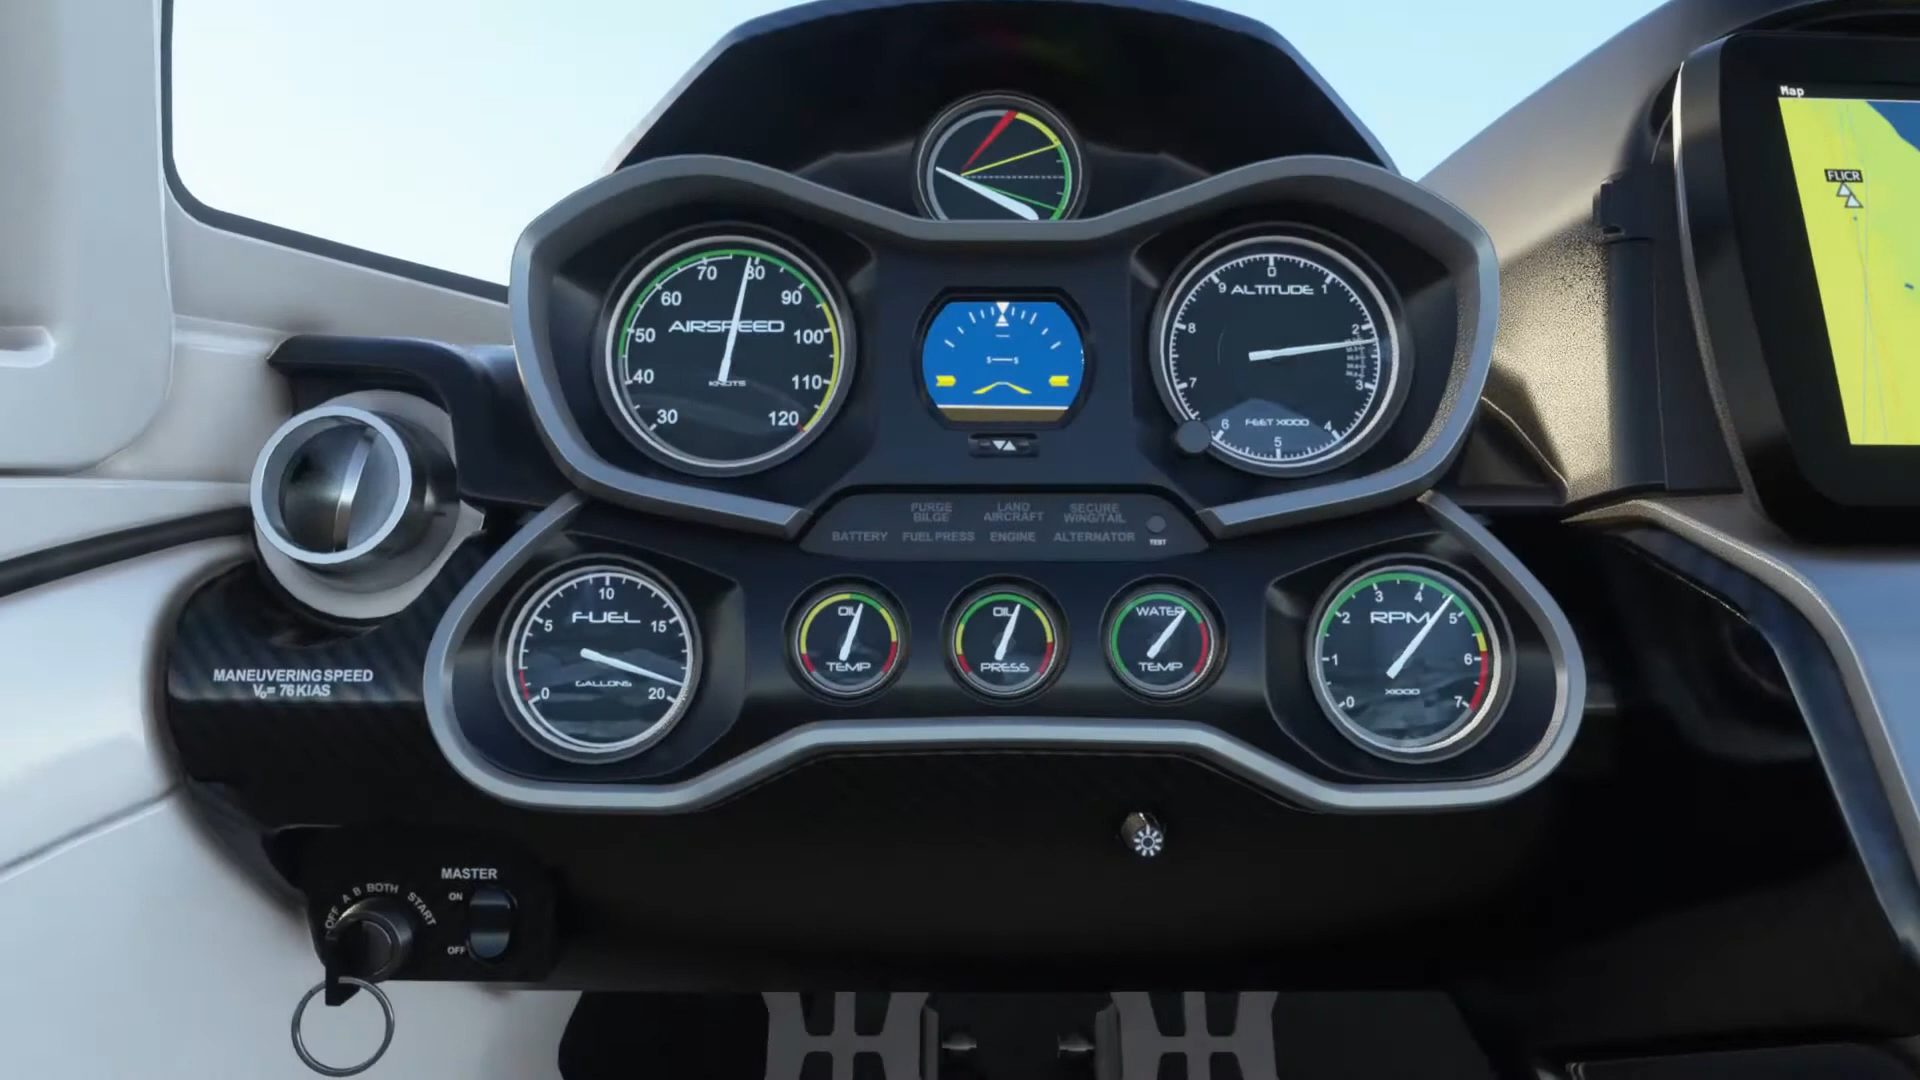 Map
FLICR
70 80
60 90
AIRSPEED
50 100
KNOTS
40 110
30 120
0
9 ALTITUDE 1
8 2
7 3
FEET X1000
6 4
5
S S
PURGE BILGE
LAND AIRCRAFT
SECURE WING/TAIL
BATTERY FUEL PRESS ENGINE ALTERNATOR
TEST
10
FUEL
5 15
GALLONS
0 20
OIL
TEMP
OIL
PRESS
WATER
TEMP
3 4
2 RPM 5
1 6
X1000
0 7
MANEUVERING SPEED
Vo= 76 KIAS
MASTER
ON
OFF
OFF A B BOTH START